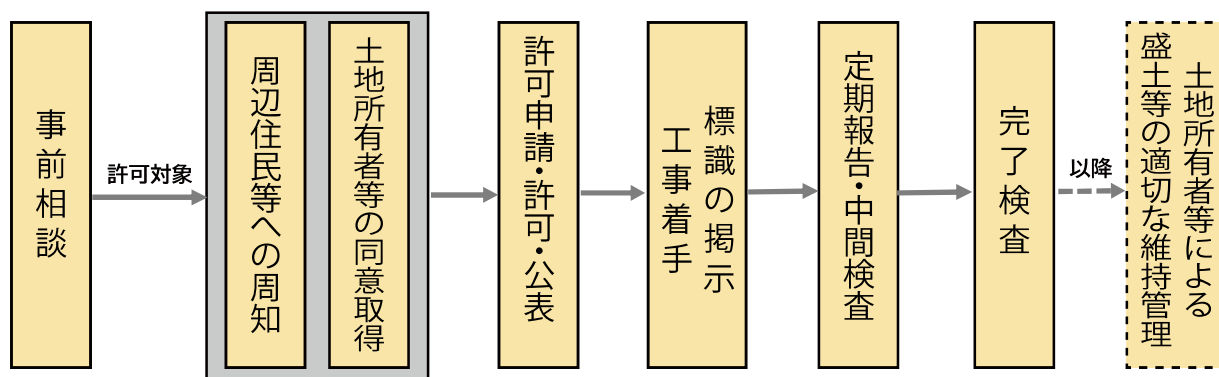 事前相談
許可対象
周辺住民等への周知
土地所有者等の同意取得
許可申請・許可・公表
標識の掲示
工事着手
定期報告・中間検査
完了検査
以降
土地所有者等による
盛土等の適切な維持管理